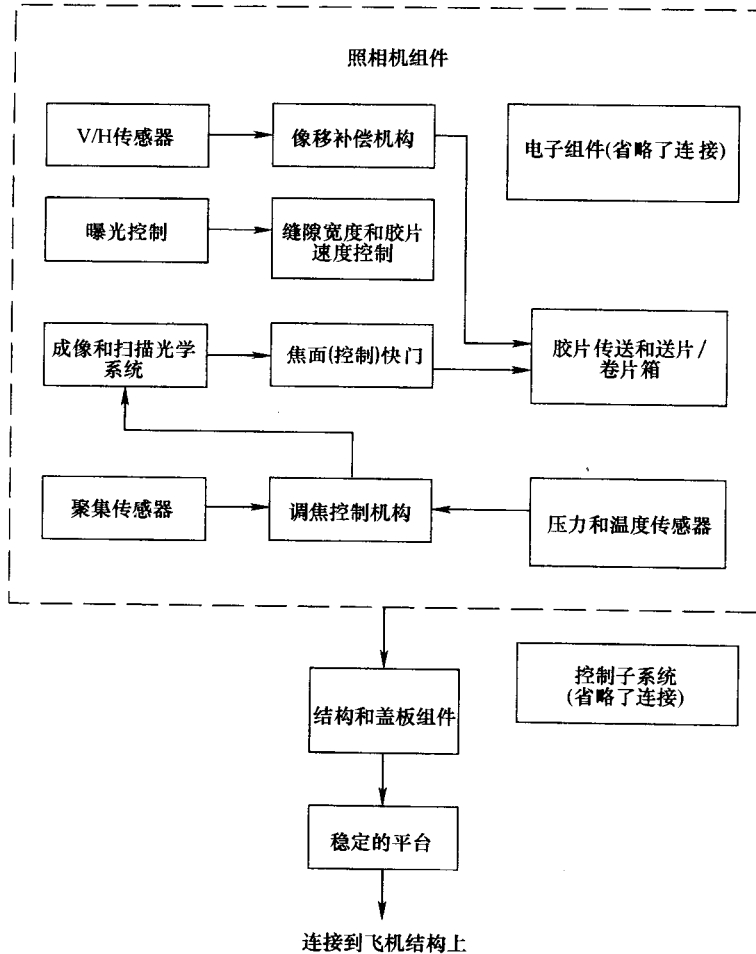 照相机组件
V/H传感器
像移补偿机构
电子组件(省略了连接)
曝光控制
缝隙宽度和胶片
速度控制
成像和扫描光学
系统
焦面(控制)快门
胶片传送和送片/
卷片箱
聚集传感器
调焦控制机构
压力和温度传感器
控制子系统
(省略了连接)
结构和盖板组件
稳定的平台
连接到飞机结构上